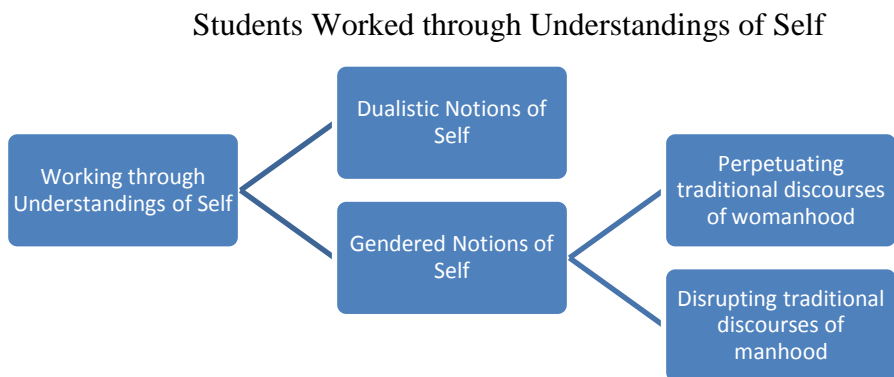 Students Worked through Understandings of Self
Dualistic Notions of
Self
Working through
Understandings of Self
Gendered Notions of
Self
Perpetuating
traditional discourses
of womanhood
Disrupting traditional
discourses of
manhood